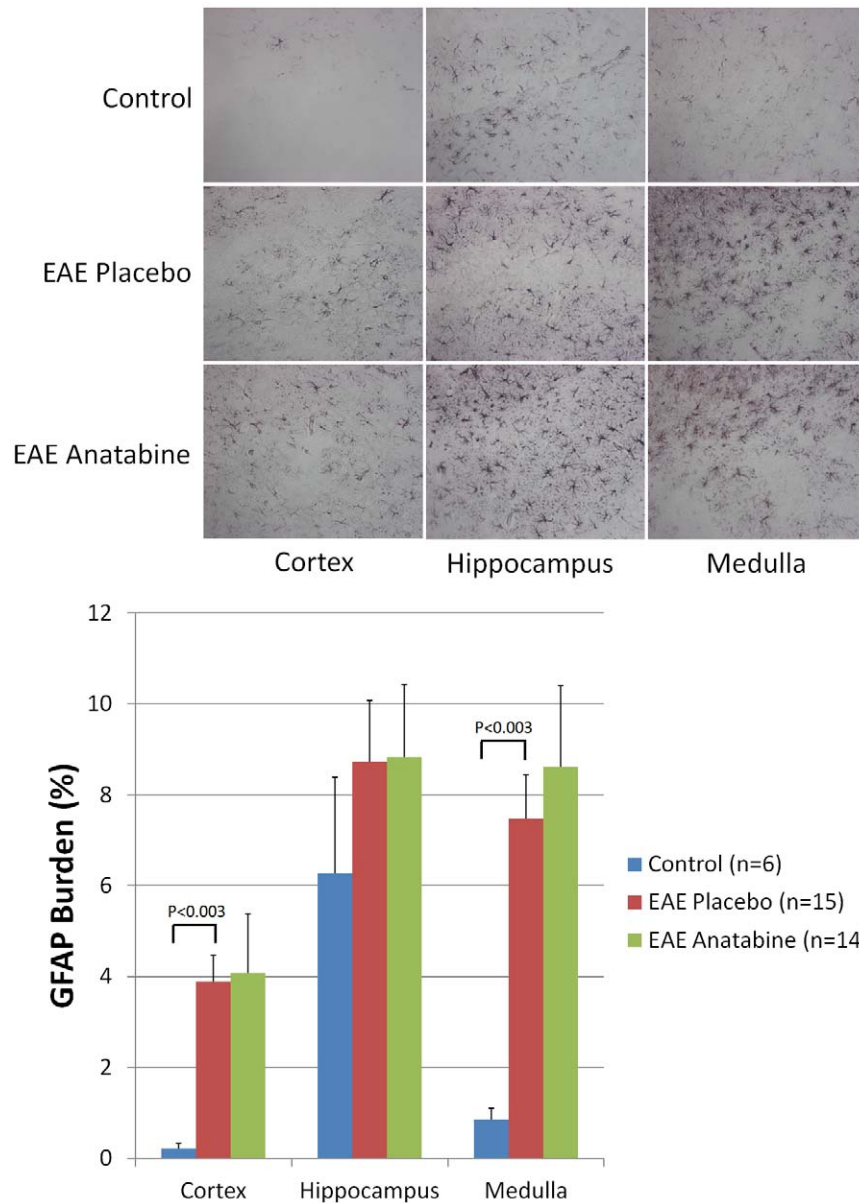 Control
EAE Placebo
EAE Anatabine
Cortex Hippocampus Medulla
12
10
8
6
4
2
0
GFAP Burden (%)
P<0.003
P<0.003
Cortex Hippocampus Medulla
Control (n=6)
EAE Placebo (n=15)
EAE Anatabine (n=14